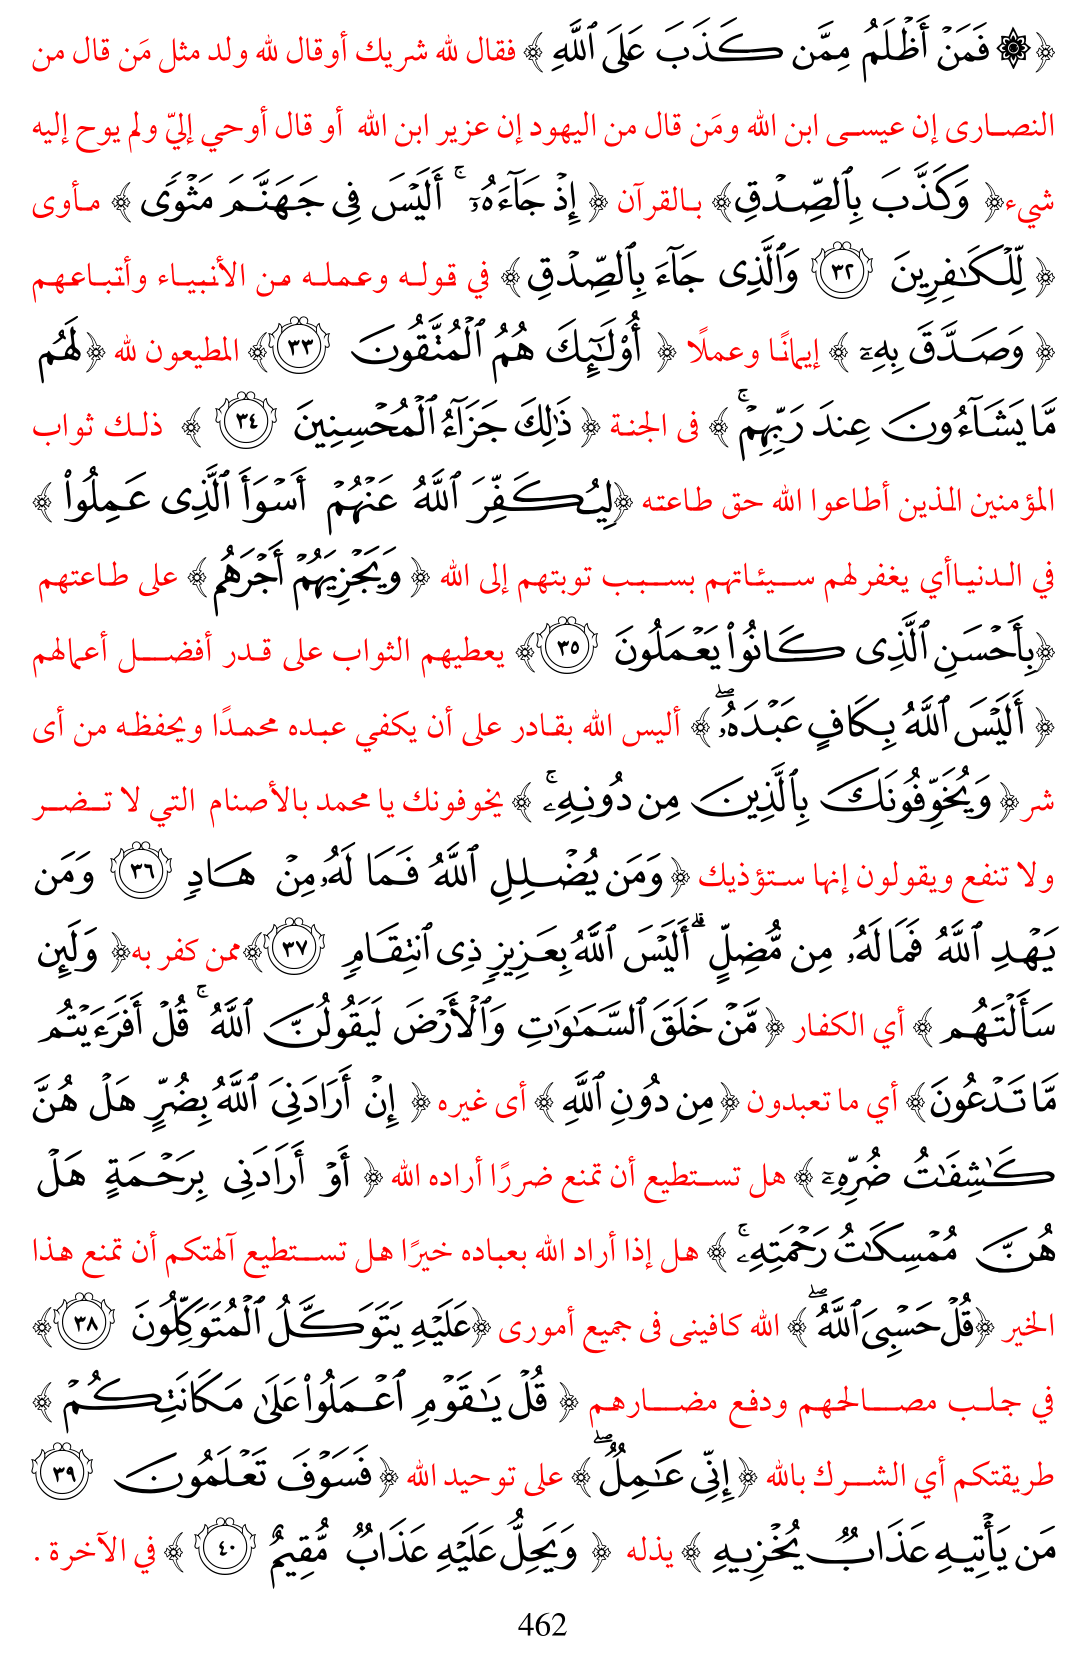 ﴿ ۞ فَمَنۡ أَظۡلَمُ مِمَّن كَذَبَ عَلَى ٱللَّهِ ﴾ فقال لله شريك أوقال لله ولد مثل مَن قال من
النصارى إن عيسى ابن الله ومَن قال من اليهود إن عزير ابن الله أو قال أوحي إليّ ولم يوح إليه
شيء ﴿ وَكَذَّبَ بِٱلصِّدۡقِ ﴾ بالقرآن ﴿ إِذۡ جَآءَهُۥٓۚ أَلَيۡسَ فِى جَهَنَّمَ مَثۡوًى ﴾ مأوى
﴿ لِّلۡكَٰفِرِينَ ٣٢ وَٱلَّذِى جَآءَ بِٱلصِّدۡقِ ﴾ في قوله وعمله من الأنبياء وأتباعهم
﴿ وَصَدَّقَ بِهِۦٓ ﴾ إيمانًا وعملًا ﴿ أُوْلَٰٓئِكَ هُمُ ٱلۡمُتَّقُونَ ٣٣ ﴾ المطيعون لله ﴿ لَهُم
مَّا يَشَآءُونَ عِندَ رَبِّهِمۡۚ ﴾ فى الجنة ﴿ ذَٰلِكَ جَزَآءُ ٱلۡمُحۡسِنِينَ ٣٤ ﴾ ذلك ثواب
المؤمنين الذين أطاعوا الله حق طاعته ﴿ لِيُكَفِّرَ ٱللَّهُ عَنۡهُمۡ أَسۡوَأَ ٱلَّذِى عَمِلُواْ ﴾
في الدنياأي يغفرلهم سيئاتهم بسبب توبتهم إلى الله ﴿ وَيَجۡزِيَهُمۡ أَجۡرَهُم ﴾ على طاعتهم
﴿ بِأَحۡسَنِ ٱلَّذِى كَانُواْ يَعۡمَلُونَ ٣٥ ﴾ يعطيهم الثواب على قدر أفضل أعمالهم
﴿ أَلَيۡسَ ٱللَّهُ بِكَافٍ عَبۡدَهُۥۖ ﴾ أليس الله بقادر على أن يكفي عبده محمدًا ويحفظه من أى
شر ﴿ وَيُخَوِّفُونَكَ بِٱلَّذِينَ مِن دُونِهِۦۚ ﴾ يخوفونك يا محمد بالأصنام التي لا تضر
ولا تنفع ويقولون إنها ستؤذيك ﴿ وَمَن يُضۡلِلِ ٱللَّهُ فَمَا لَهُۥ مِنۡ هَادٍ ٣٦ وَمَن
يَهۡدِ ٱللَّهُ فَمَا لَهُۥ مِن مُّضِلٍّۗ أَلَيۡسَ ٱللَّهُ بِعَزِيزٍ ذِى ٱنتِقَامٍ ٣٧ ﴾ ممن كفر به ﴿ وَلَئِن
سَأَلۡتَهُم ﴾ أي الكفار ﴿ مَّنۡ خَلَقَ ٱلسَّمَٰوَٰتِ وَٱلۡأَرۡضَ لَيَقُولُنَّ ٱللَّهُۚ قُلۡ أَفَرَءَيۡتُم
مَّا تَدۡعُونَ ﴾ أي ما تعبدون ﴿ مِن دُونِ ٱللَّهِ ﴾ أى غيره ﴿ إِنۡ أَرَادَنِىَ ٱللَّهُ بِضُرٍّ هَلۡ هُنَّ
كَٰشِفَٰتُ ضُرِّهِۦٓ ﴾ هل تستطيع أن تمنع ضررًا أراده الله ﴿ أَوۡ أَرَادَنِى بِرَحۡمَةٍ هَلۡ
هُنَّ مُمۡسِكَٰتُ رَحۡمَتِهِۦۚ ﴾ هل إذا أراد الله بعباده خيرًا هل تستطيع آلهتكم أن تمنع هذا
الخير ﴿ قُلۡ حَسۡبِىَ ٱللَّهُۖ ﴾ الله كافينى فى جميع أمورى ﴿ عَلَيۡهِ يَتَوَكَّلُ ٱلۡمُتَوَكِّلُونَ ٣٨ ﴾
في جلب مصالحهم ودفع مضارهم ﴿ قُلۡ يَٰقَوۡمِ ٱعۡمَلُواْ عَلَىٰ مَكَانَتِكُمۡ ﴾
طريقتكم أي الشرك بالله ﴿ إِنِّى عَٰمِلٌۖ ﴾ على توحيد الله ﴿ فَسَوۡفَ تَعۡلَمُونَ ٣٩
مَن يَأۡتِيهِ عَذَابٌ يُخۡزِيهِ ﴾ يذله ﴿ وَيَحِلُّ عَلَيۡهِ عَذَابٌ مُّقِيمٌ ٤٠ ﴾ في الآخرة .
462